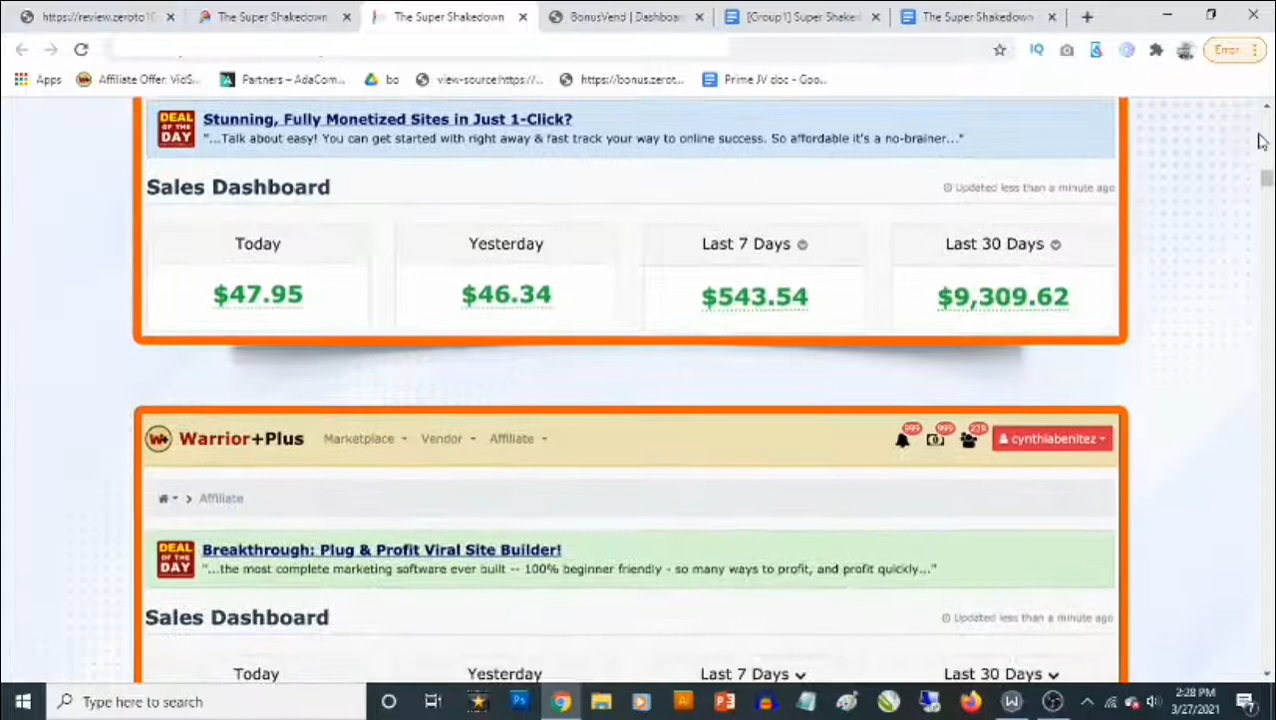 https://review.zeroto10
The Super Shakedown
The Super Shakedown
BonusVend | Dashboar
[Group1] Super Shaked
The Super Shakedown
Error
Apps
Affiliate Offer: VidS...
Partners – AdaCom...
bo
view-source:https://...
https://bonus.zerot...
Prime JV doc - Goo...
DEAL OF THE DAY
Stunning, Fully Monetized Sites in Just 1-Click?
"...Talk about easy! You can get started with right away & fast track your way to online success. So affordable it's a no-brainer..."
Sales Dashboard
Updated less than a minute ago
Today
Yesterday
Last 7 Days
Last 30 Days
$47.95
$46.34
$543.54
$9,309.62
W+
Warrior+Plus
Marketplace
Vendor
Affiliate
999
999
278
cynthiabenitez
Affiliate
DEAL OF THE DAY
Breakthrough: Plug & Profit Viral Site Builder!
"...the most complete marketing software ever built -- 100% beginner friendly - so many ways to profit, and profit quickly..."
Sales Dashboard
Updated less than a minute ago
Today
Yesterday
Last 7 Days
Last 30 Days
Type here to search
2:28 PM
3/27/2021